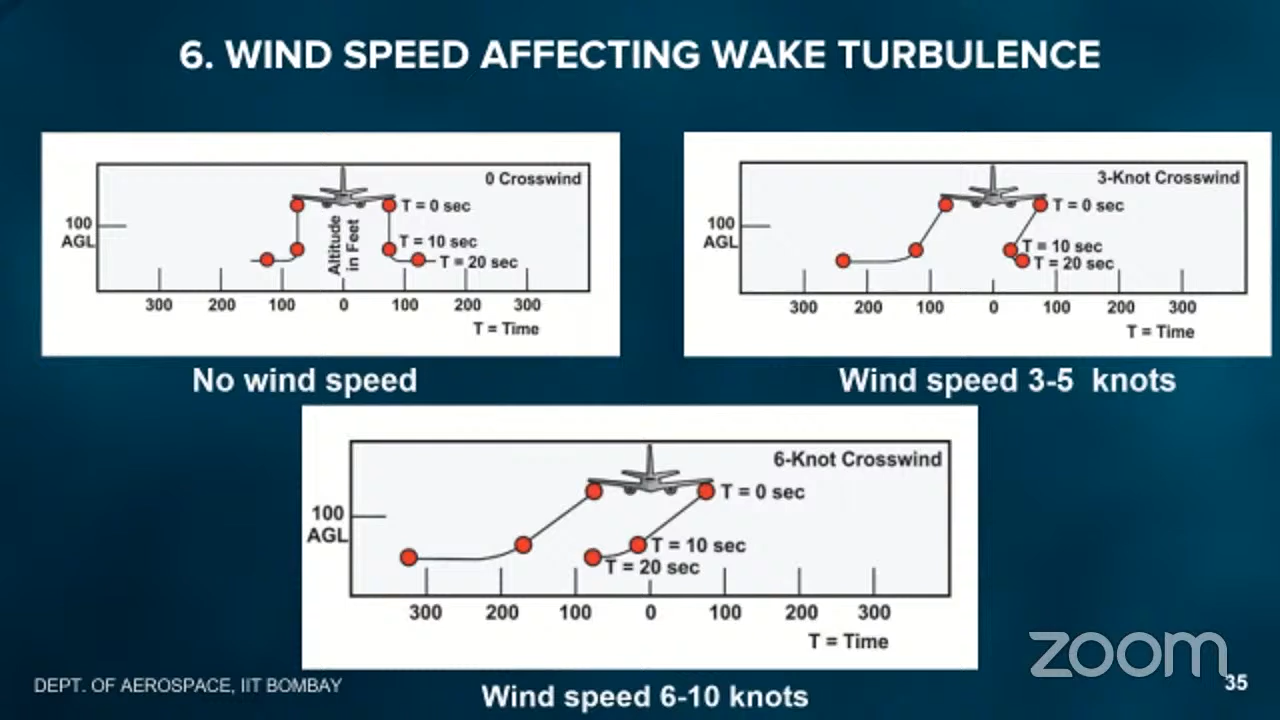 6. WIND SPEED AFFECTING WAKE TURBULENCE
0 Crosswind
T = 0 sec
100
AGL
Altitude
in Feet
T = 10 sec
T = 20 sec
300 200 100 0 100 200 300
T = Time
No wind speed
3-Knot Crosswind
T = 0 sec
100
AGL
T = 10 sec
T = 20 sec
300 200 100 0 100 200 300
T = Time
Wind speed 3-5 knots
6-Knot Crosswind
T = 0 sec
100
AGL
T = 10 sec
T = 20 sec
300 200 100 0 100 200 300
T = Time
Wind speed 6-10 knots
DEPT. OF AEROSPACE, IIT BOMBAY
zoom
35